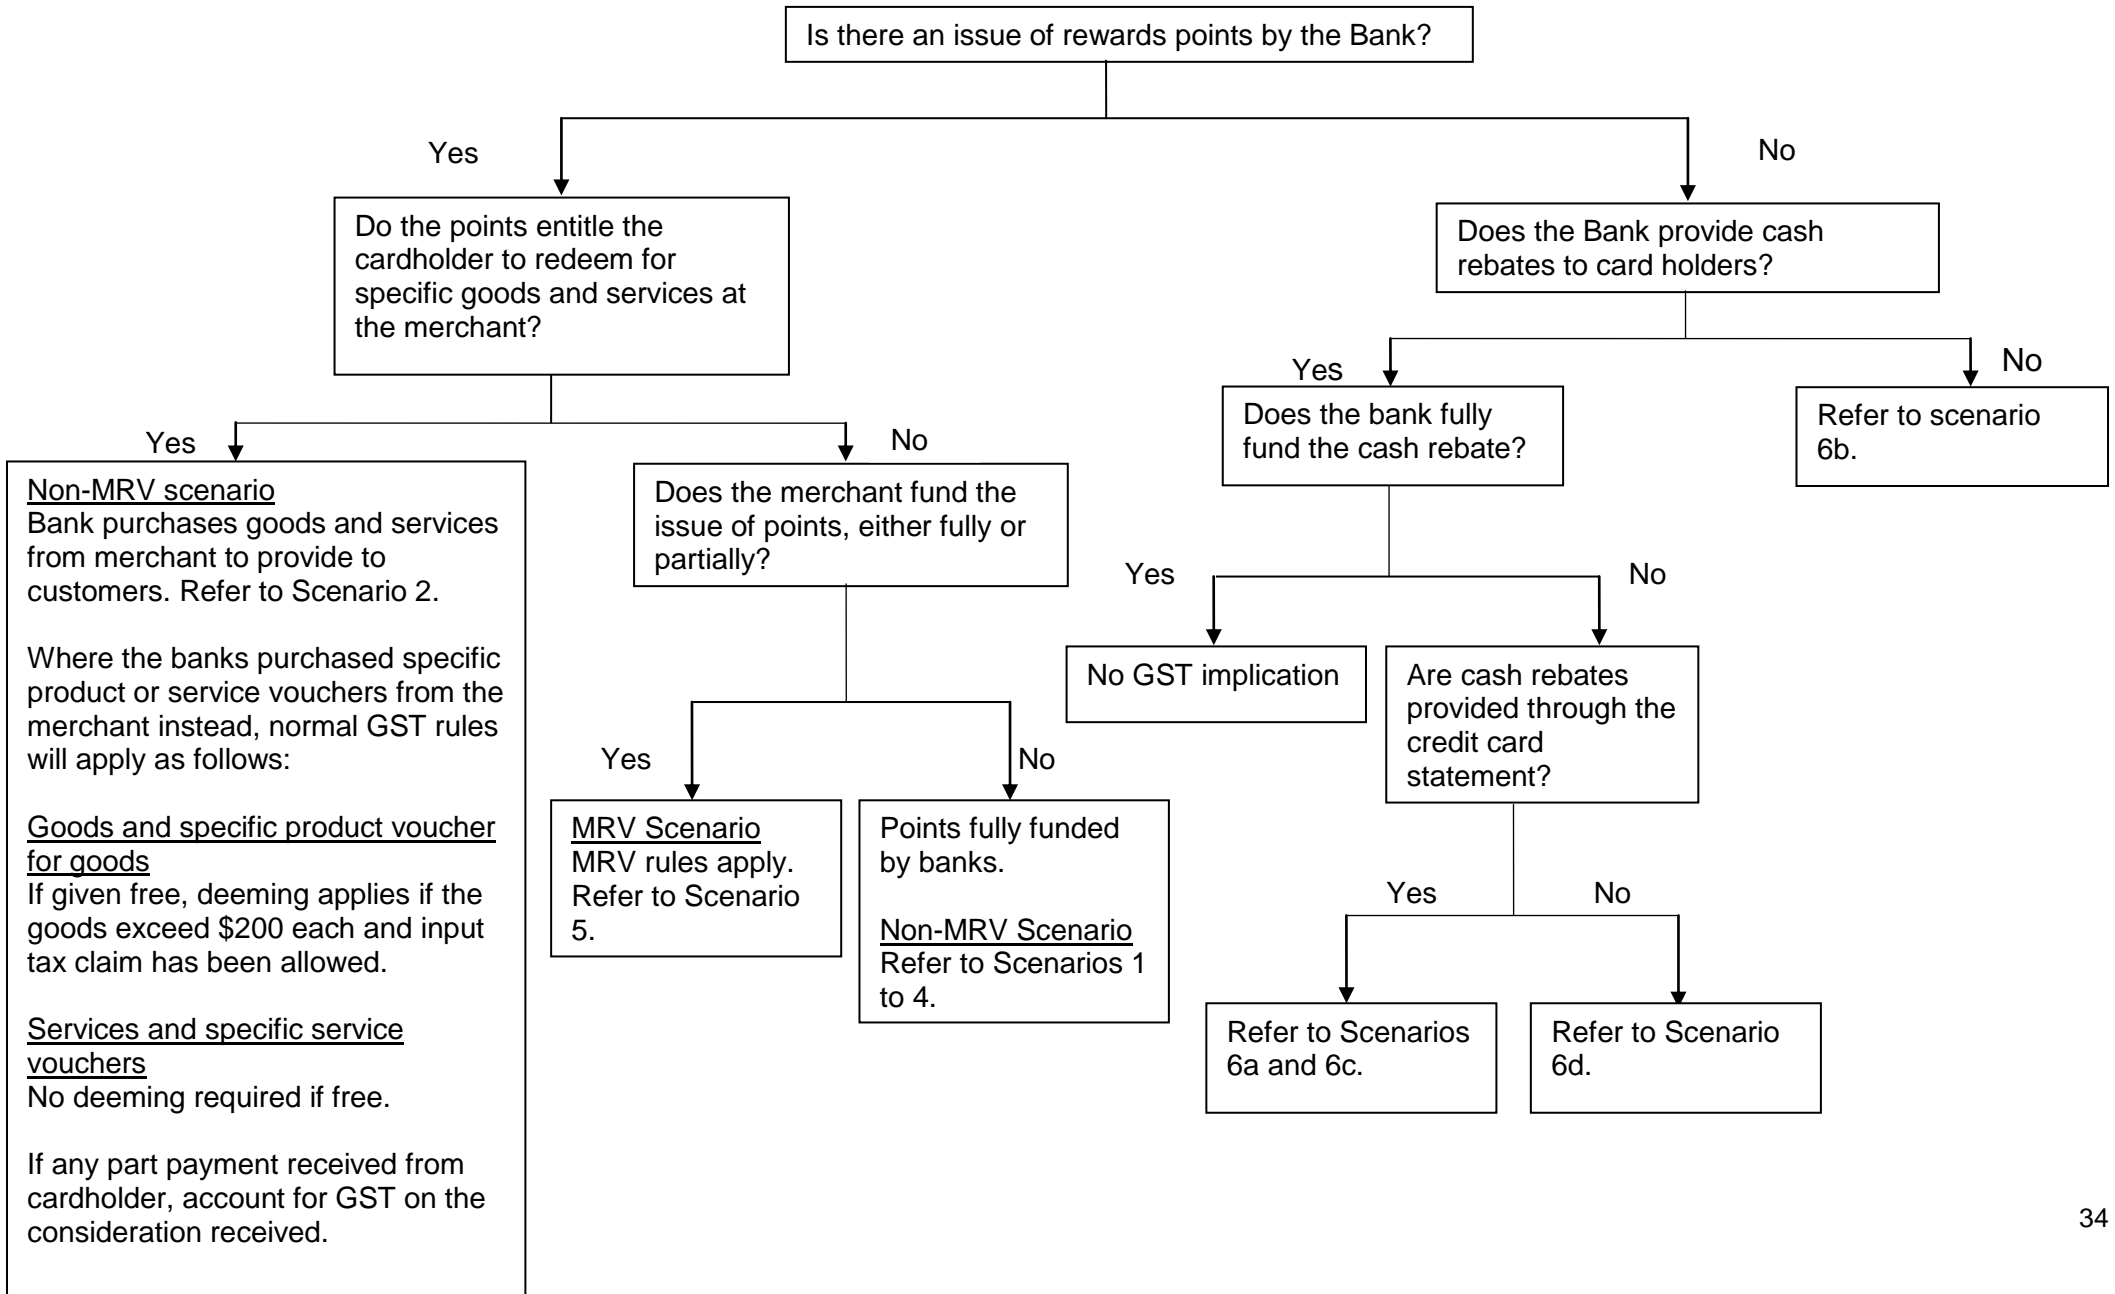 Is there an issue of rewards points by the Bank?
Yes
No
Do the points entitle the
cardholder to redeem for
specific goods and services at
the merchant?
Does the Bank provide cash
rebates to card holders?
Yes
No
Yes
No
Does the bank fully
fund the cash rebate?
Refer to scenario
6b.
Non-MRV scenario
Bank purchases goods and services
from merchant to provide to
customers. Refer to Scenario 2.
Where the banks purchased specific
product or service vouchers from the
merchant instead, normal GST rules
will apply as follows:
Goods and specific product voucher
for goods
If given free, deeming applies if the
goods exceed $200 each and input
tax claim has been allowed.
Services and specific service
vouchers
No deeming required if free.
If any part payment received from
cardholder, account for GST on the
consideration received.
Does the merchant fund the
issue of points, either fully or
partially?
Yes
No
No GST implication
Are cash rebates
provided through the
credit card
statement?
Yes
No
MRV Scenario
MRV rules apply.
Refer to Scenario
5.
Points fully funded
by banks.
Non-MRV Scenario
Refer to Scenarios 1
to 4.
Yes
No
Refer to Scenarios
6a and 6c.
Refer to Scenario
6d.
34